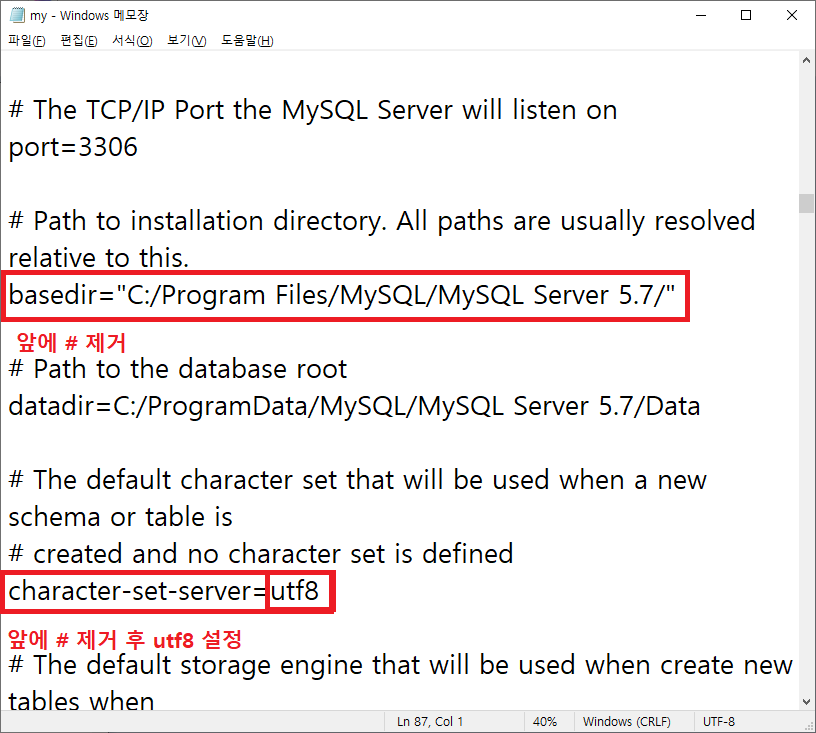 my - Windows 메모장
파일(F) 편집(E) 서식(O) 보기(V) 도움말(H)
# The TCP/IP Port the MySQL Server will listen on
port=3306
# Path to installation directory. All paths are usually resolved
relative to this.
basedir="C:/Program Files/MySQL/MySQL Server 5.7/"
앞에 # 제거
# Path to the database root
datadir=C:/ProgramData/MySQL/MySQL Server 5.7/Data
# The default character set that will be used when a new
schema or table is
# created and no character set is defined
character-set-server=utf8
앞에 # 제거 후 utf8 설정
# The default storage engine that will be used when create new
tables when
Ln 87, Col 1 40% Windows (CRLF) UTF-8